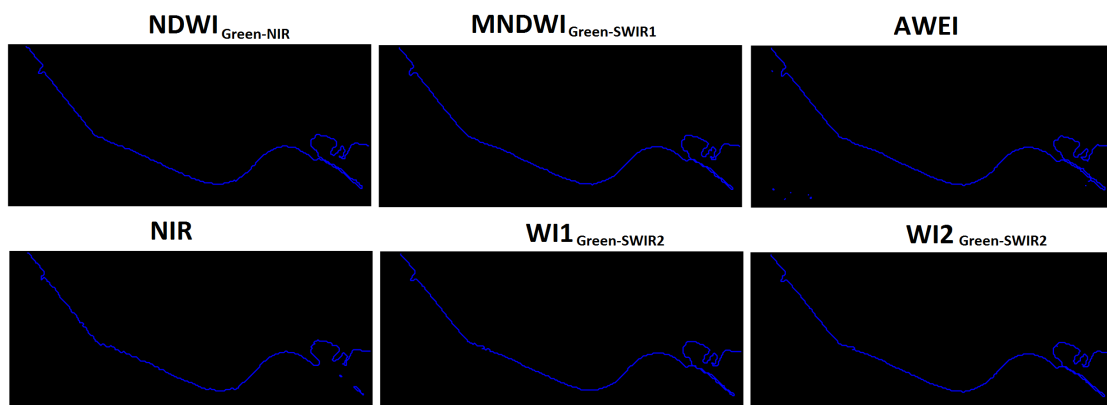 NDWI Green-NIR
MNDWI Green-SWIR1
AWEI
NIR
WI1 Green-SWIR2
WI2 Green-SWIR2